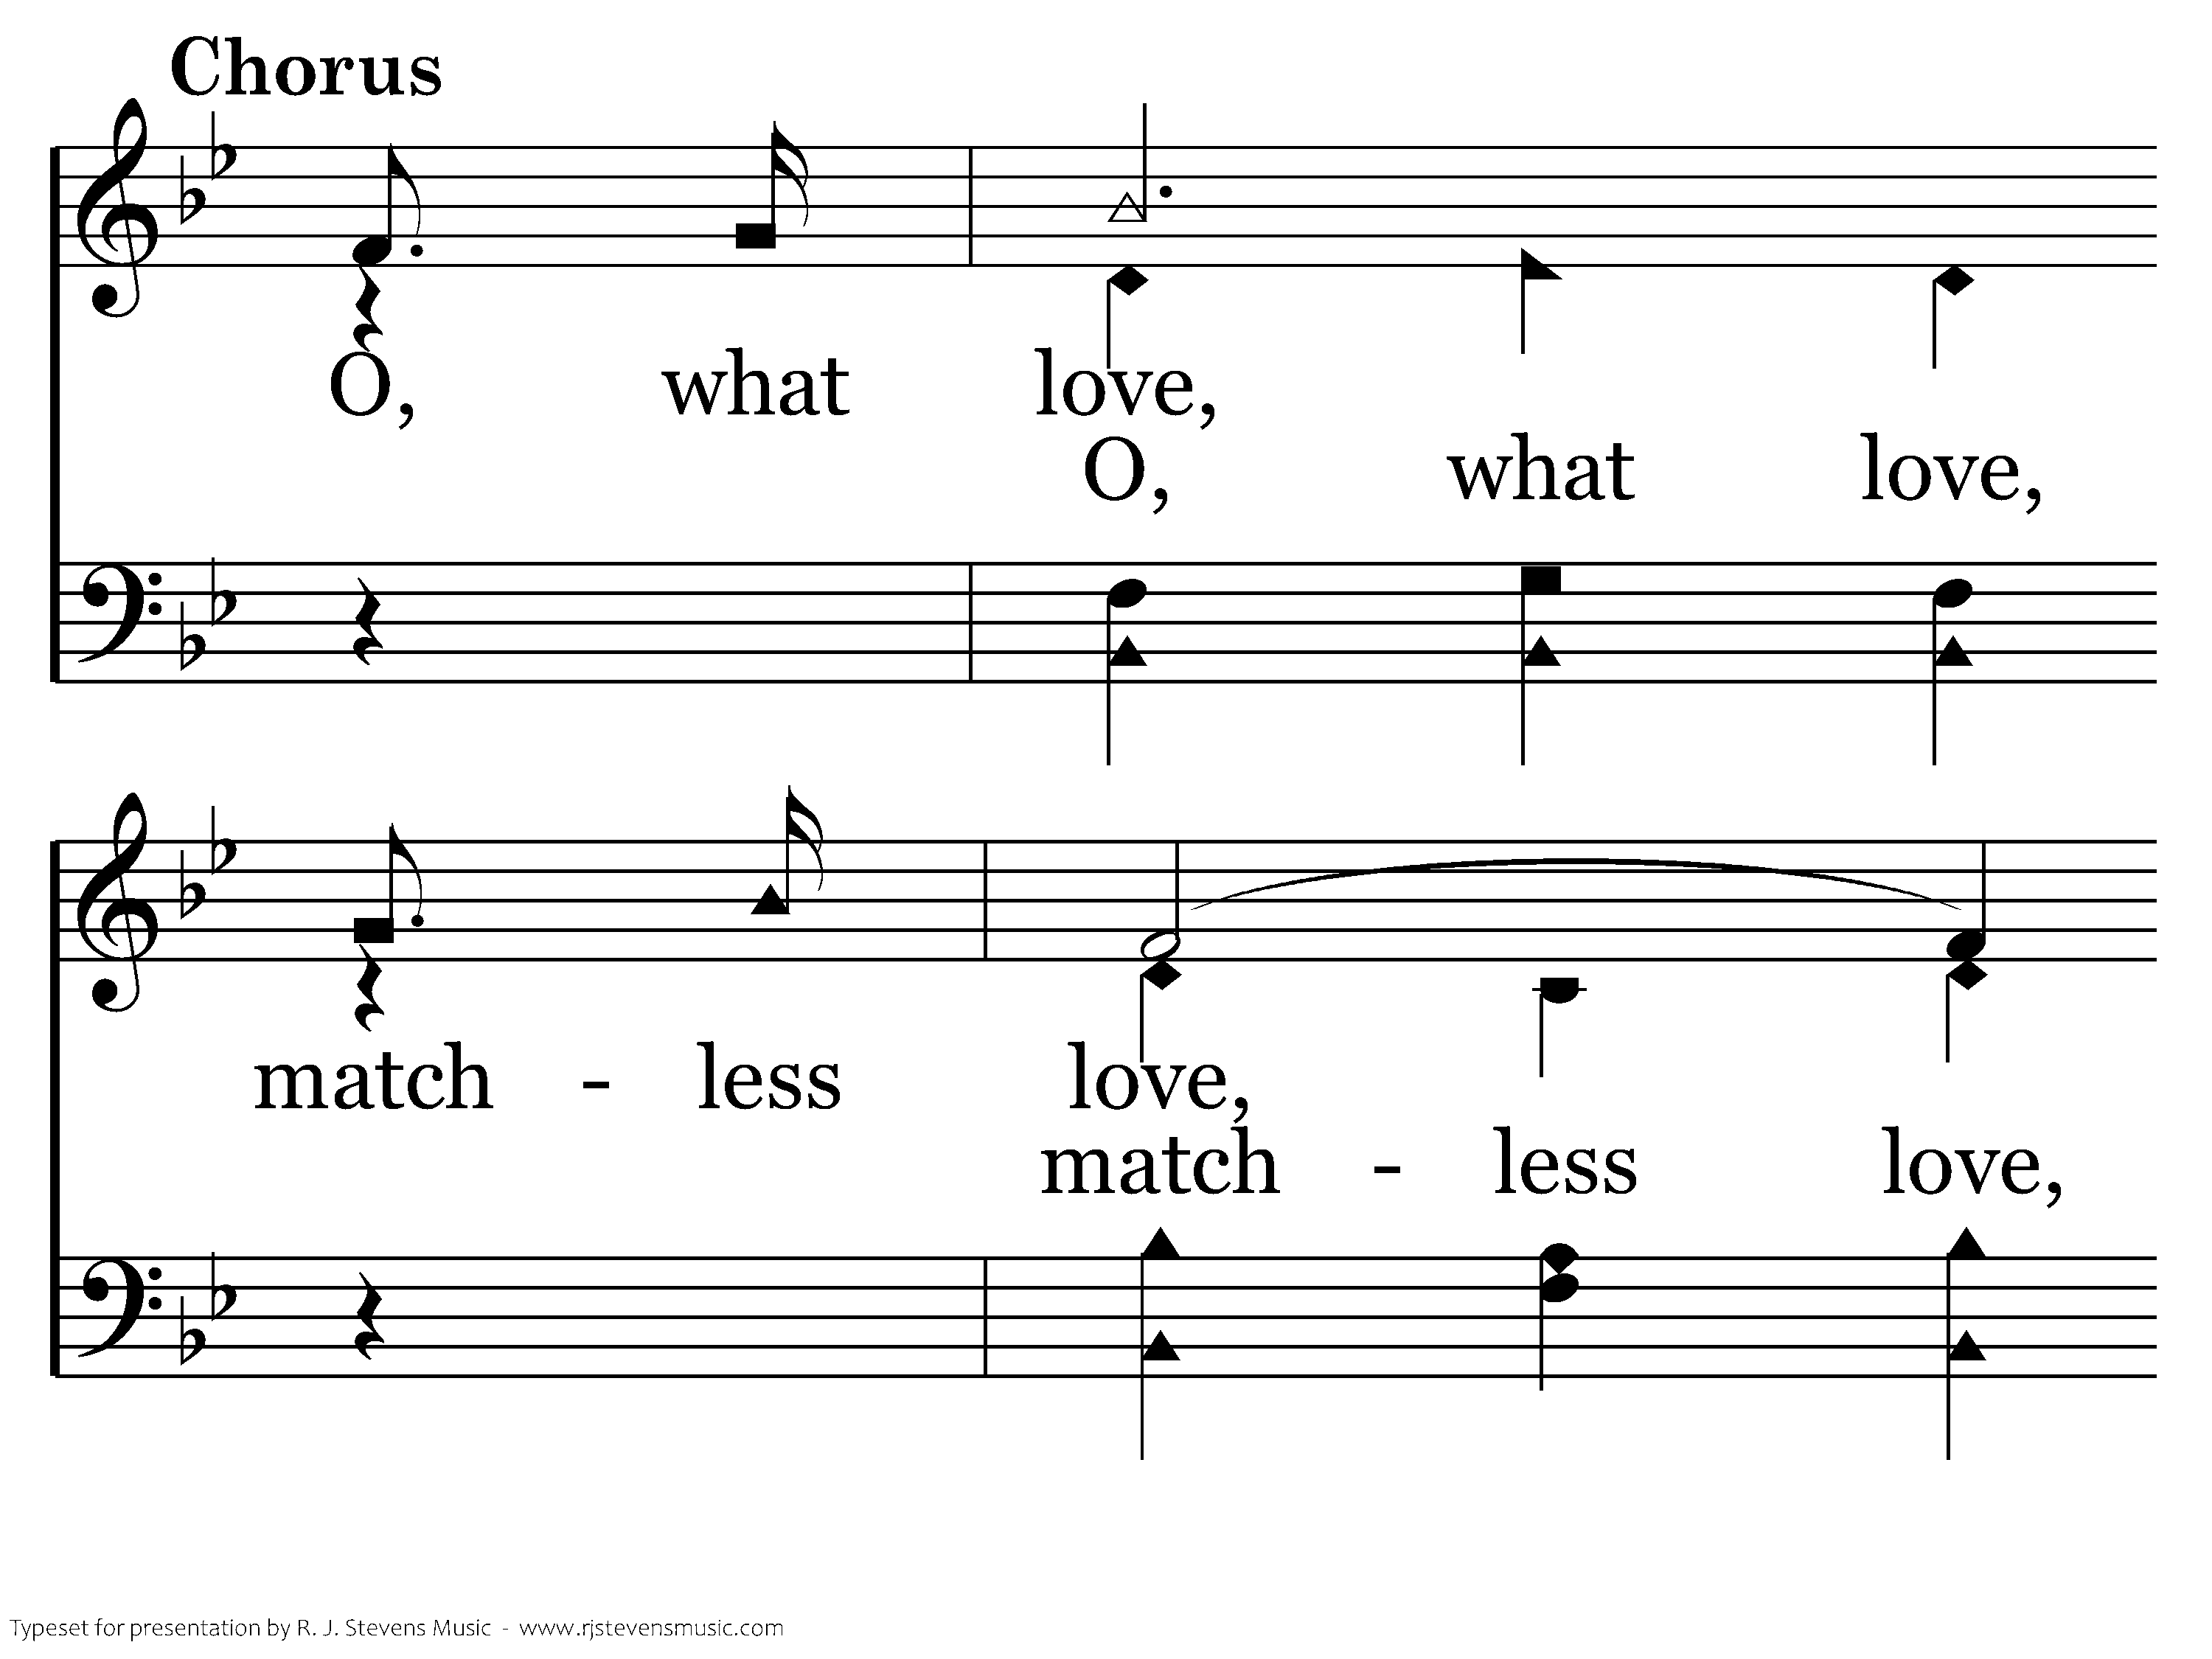 Chorus
O, what love,
O, what love,
match - less love,
match - less love,
Typeset for presentation by R. J. Stevens Music - www.rjstevensmusic.com